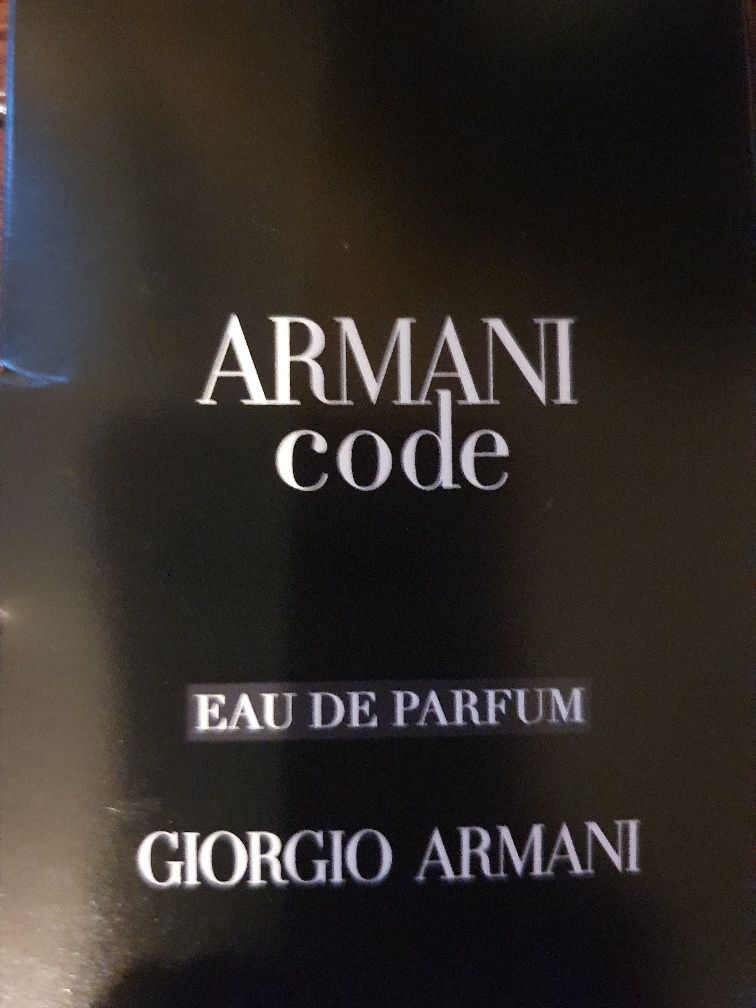 ARMANI
code
EAU DE PARFUM
GIORGIO ARMANI